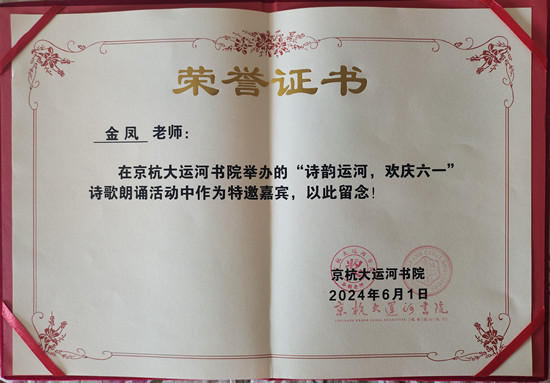 荣誉证书
金凤 老师：
在京杭大运河书院举办的“诗韵运河，欢庆六一”
诗歌朗诵活动中作为特邀嘉宾，以此留念！
京杭大运河书院
2024年6月1日
京杭大运河书院